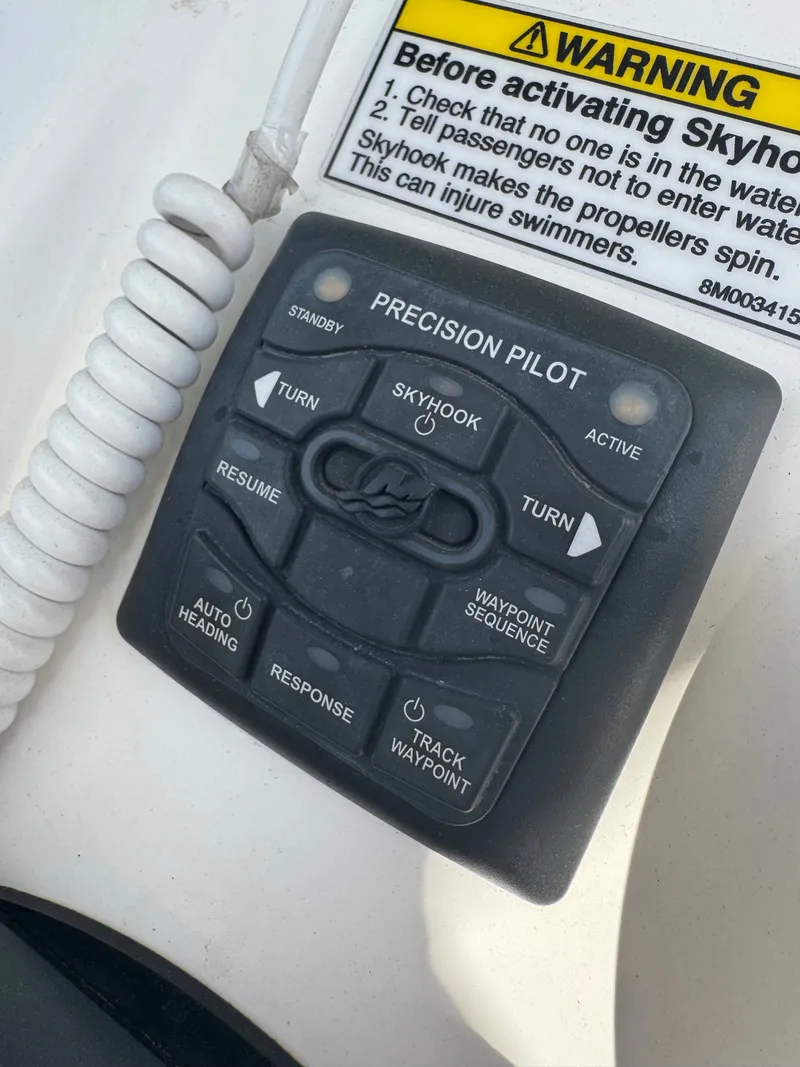 WARNING
Before activating Skyho
1. Check that no one is in the water
2. Tell passengers not to enter wate
Skyhook makes the propellers spin.
This can injure swimmers.
8M003415
STANDBY
PRECISION PILOT
ACTIVE
TURN
SKYHOOK
TURN
RESUME
WAYPOINT
SEQUENCE
AUTO
HEADING
RESPONSE
TRACK
WAYPOINT